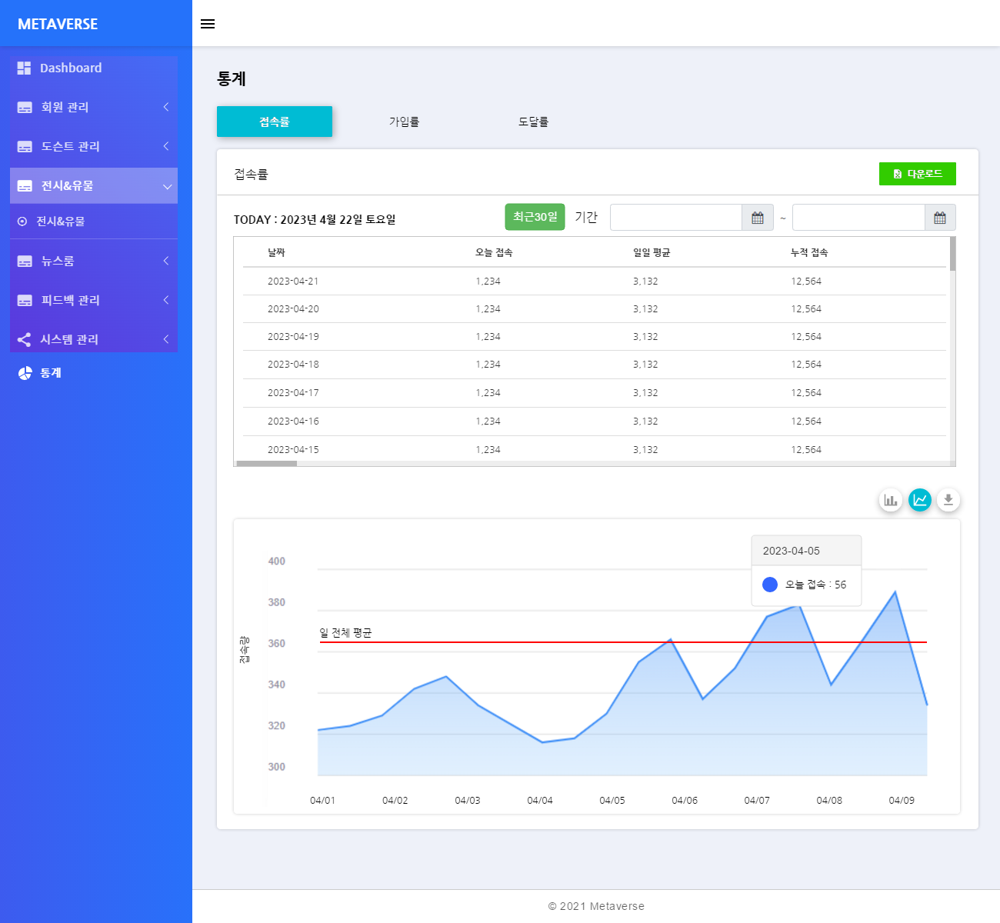 METAVERSE
Dashboard
회원 관리
도슨트 관리
전시&유물
전시&유물
뉴스룸
피드백 관리
시스템 관리
통계
통계
접속률 가입률 도달률
접속률 다운로드
TODAY : 2023년 4월 22일 토요일 최근30일 기간 ~
날짜 오늘 접속 일일 평균 누적 접속
2023-04-21 1,234 3,132 12,564
2023-04-20 1,234 3,132 12,564
2023-04-19 1,234 3,132 12,564
2023-04-18 1,234 3,132 12,564
2023-04-17 1,234 3,132 12,564
2023-04-16 1,234 3,132 12,564
2023-04-15 1,234 3,132 12,564
2023-04-05
오늘 접속 : 56
400
380
일 전체 평균
360
접속량
340
320
300
04/01 04/02 04/03 04/04 04/05 04/06 04/07 04/08 04/09
© 2021 Metaverse